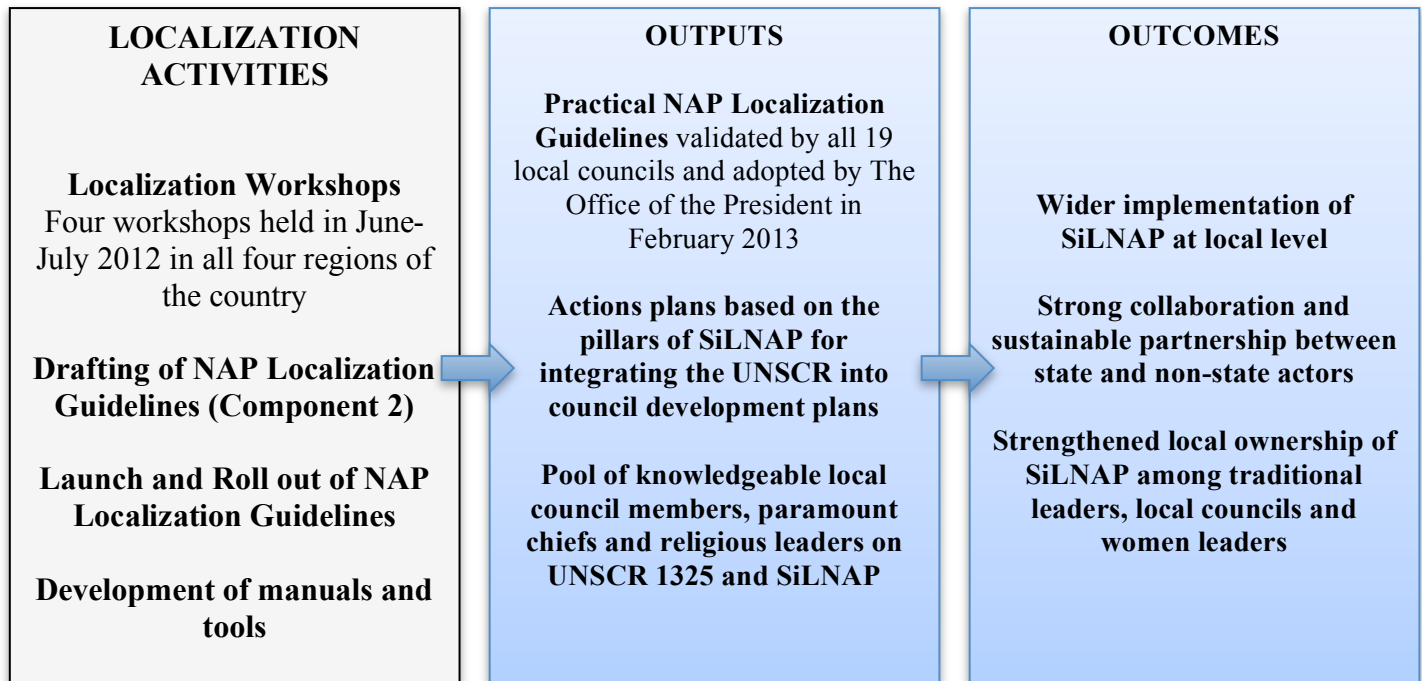 LOCALIZATION
ACTIVITIES
Localization Workshops
Four workshops held in June-
July 2012 in all four regions of
the country
Drafting of NAP Localization
Guidelines (Component 2)
Launch and Roll out of NAP
Localization Guidelines
Development of manuals and
tools
OUTPUTS
Practical NAP Localization
Guidelines validated by all 19
local councils and adopted by The
Office of the President in
February 2013
Actions plans based on the
pillars of SiLNAP for
integrating the UNSCR into
council development plans
Pool of knowledgeable local
council members, paramount
chiefs and religious leaders on
UNSCR 1325 and SiLNAP
OUTCOMES
Wider implementation of
SiLNAP at local level
Strong collaboration and
sustainable partnership between
state and non-state actors
Strengthened local ownership of
SiLNAP among traditional
leaders, local councils and
women leaders